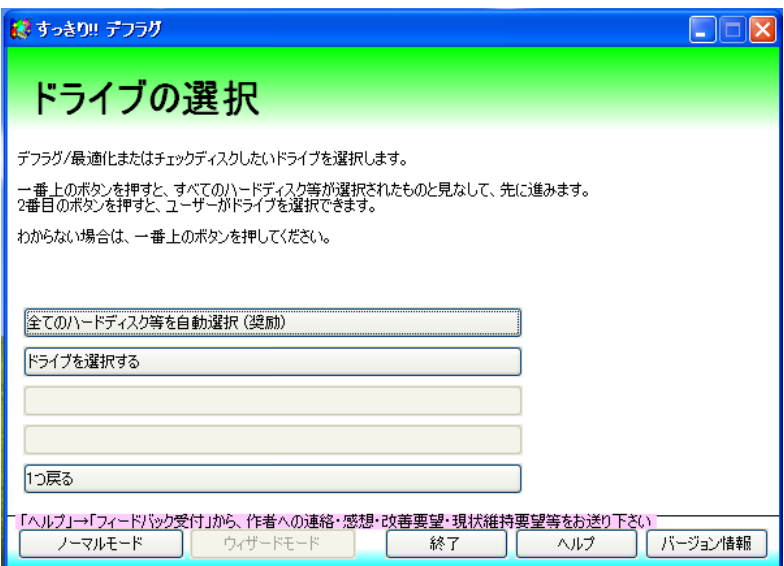 すっきり!! デフラグ
ドライブの選択
デフラグ/最適化またはチェックディスクしたいドライブを選択します。
一番上のボタンを押すと、すべてのハードディスク等が選択されたものと見なして、先に進みます。
2番目のボタンを押すと、ユーザーがドライブを選択できます。
わからない場合は、一番上のボタンを押してください。
全てのハードディスク等を自動選択 (奨励)
ドライブを選択する
1つ戻る
「ヘルプ」→「フィードバック受付」から、作者への連絡・感想・改善要望・現状維持要望等をお送り下さい
ノーマルモード ウィザードモード 終了 ヘルプ バージョン情報